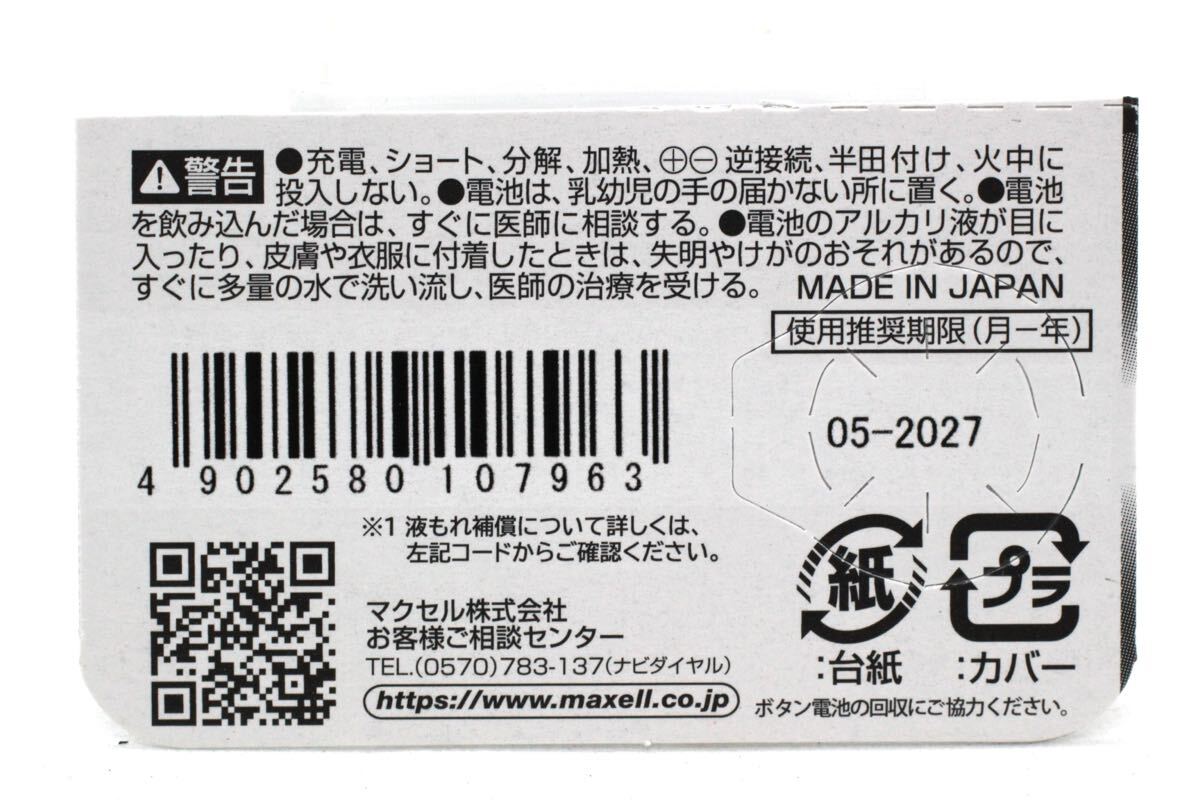 警告 ●充電、ショート、分解、加熱、⊕⊖逆接続、半田付け、火中に
投入しない。●電池は、乳幼児の手の届かない所に置く。●電池
を飲み込んだ場合は、すぐに医師に相談する。●電池のアルカリ液が目に
入ったり、皮膚や衣服に付着したときは、失明やけがのおそれがあるので、
すぐに多量の水で洗い流し、医師の治療を受ける。 MADE IN JAPAN
使用推奨期限(月−年)
05-2027
4 902580 107963
※1 液もれ補償について詳しくは、
左記コードからご確認ください。
マクセル株式会社
お客様ご相談センター
TEL.(0570)783-137(ナビダイヤル)
https://www.maxell.co.jp
紙 プラ
:台紙 :カバー
ボタン電池の回収にご協力ください。